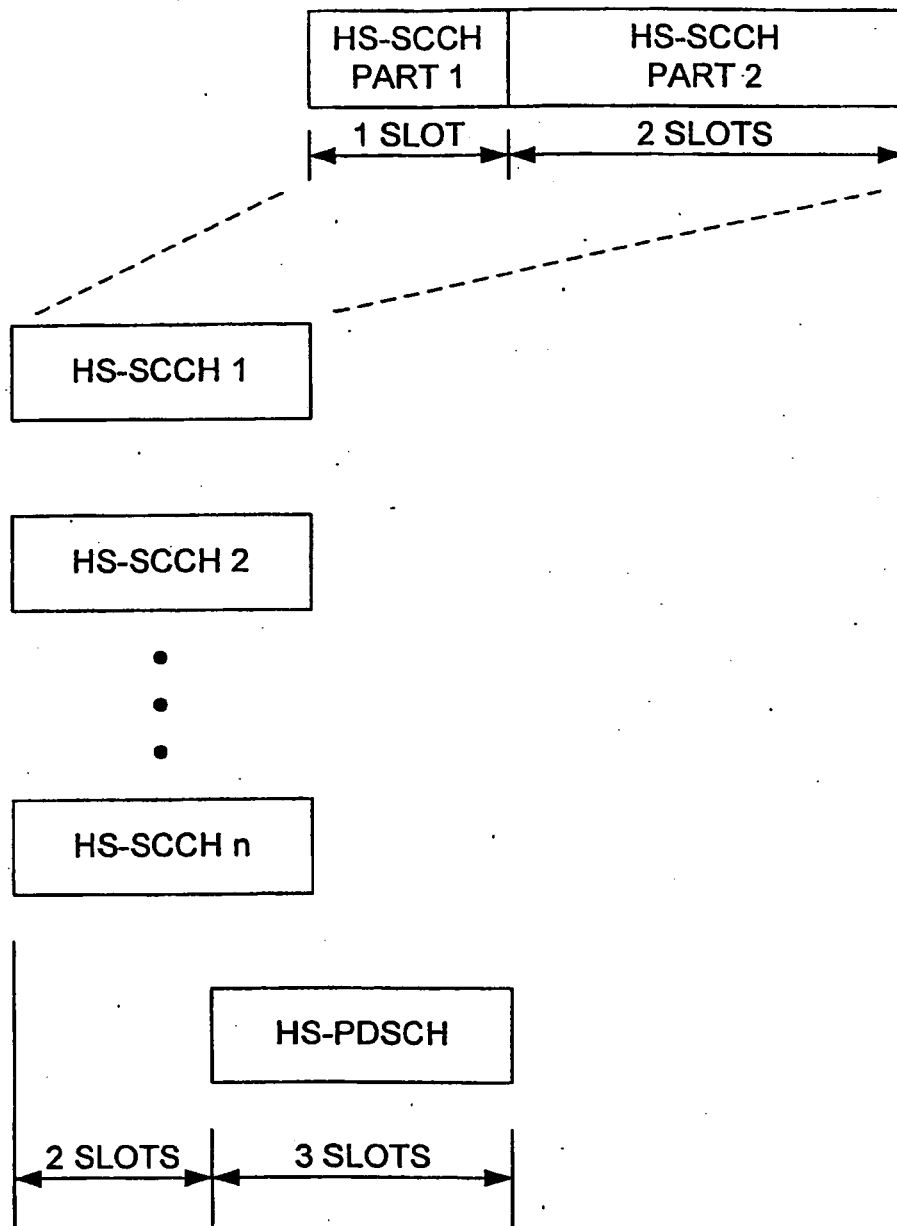 HS-SCCH
PART 1
HS-SCCH
PART 2
1 SLOT
2 SLOTS
HS-SCCH 1
HS-SCCH 2
HS-SCCH n
HS-PDSCH
2 SLOTS
3 SLOTS